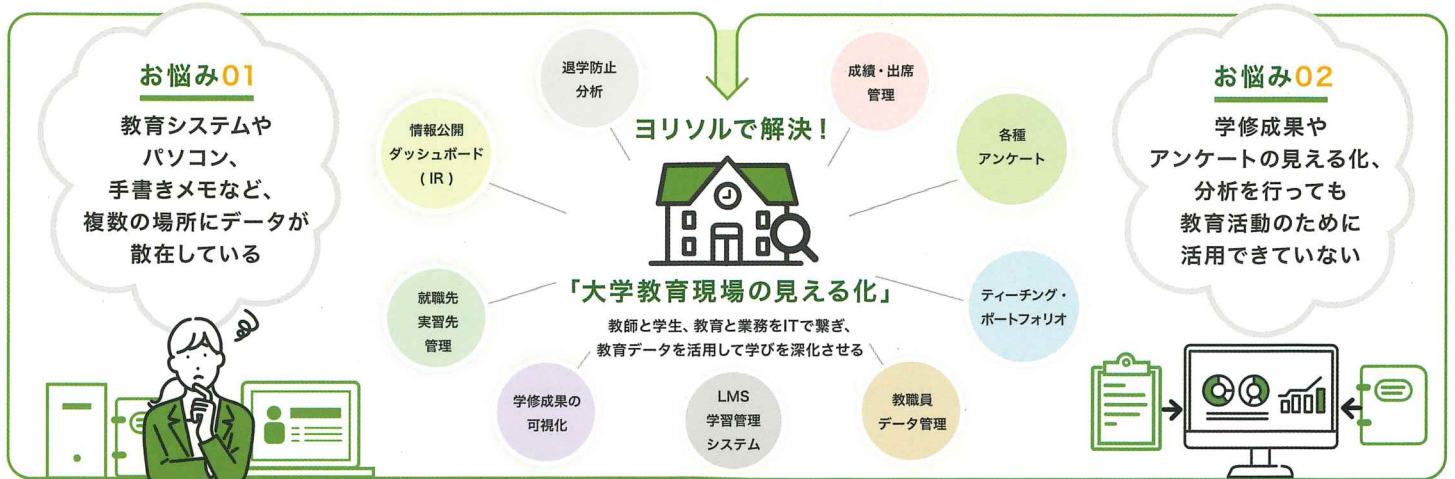 お悩み01
教育システムや
パソコン、
手書きメモなど、
複数の場所にデータが
散在している
退学防止
分析
成績・出席
管理
情報公開
ダッシュボード
( IR )
ヨリソルで解決！
各種
アンケート
就職先
実習先
管理
「大学教育現場の見える化」
教師と学生、教育と業務をITで繋ぎ、
教育データを活用して学びを深化させる
ティーチング・
ポートフォリオ
学修成果の
可視化
LMS
学習管理
システム
教職員
データ管理
お悩み02
学修成果や
アンケートの見える化、
分析を行っても
教育活動のために
活用できていない